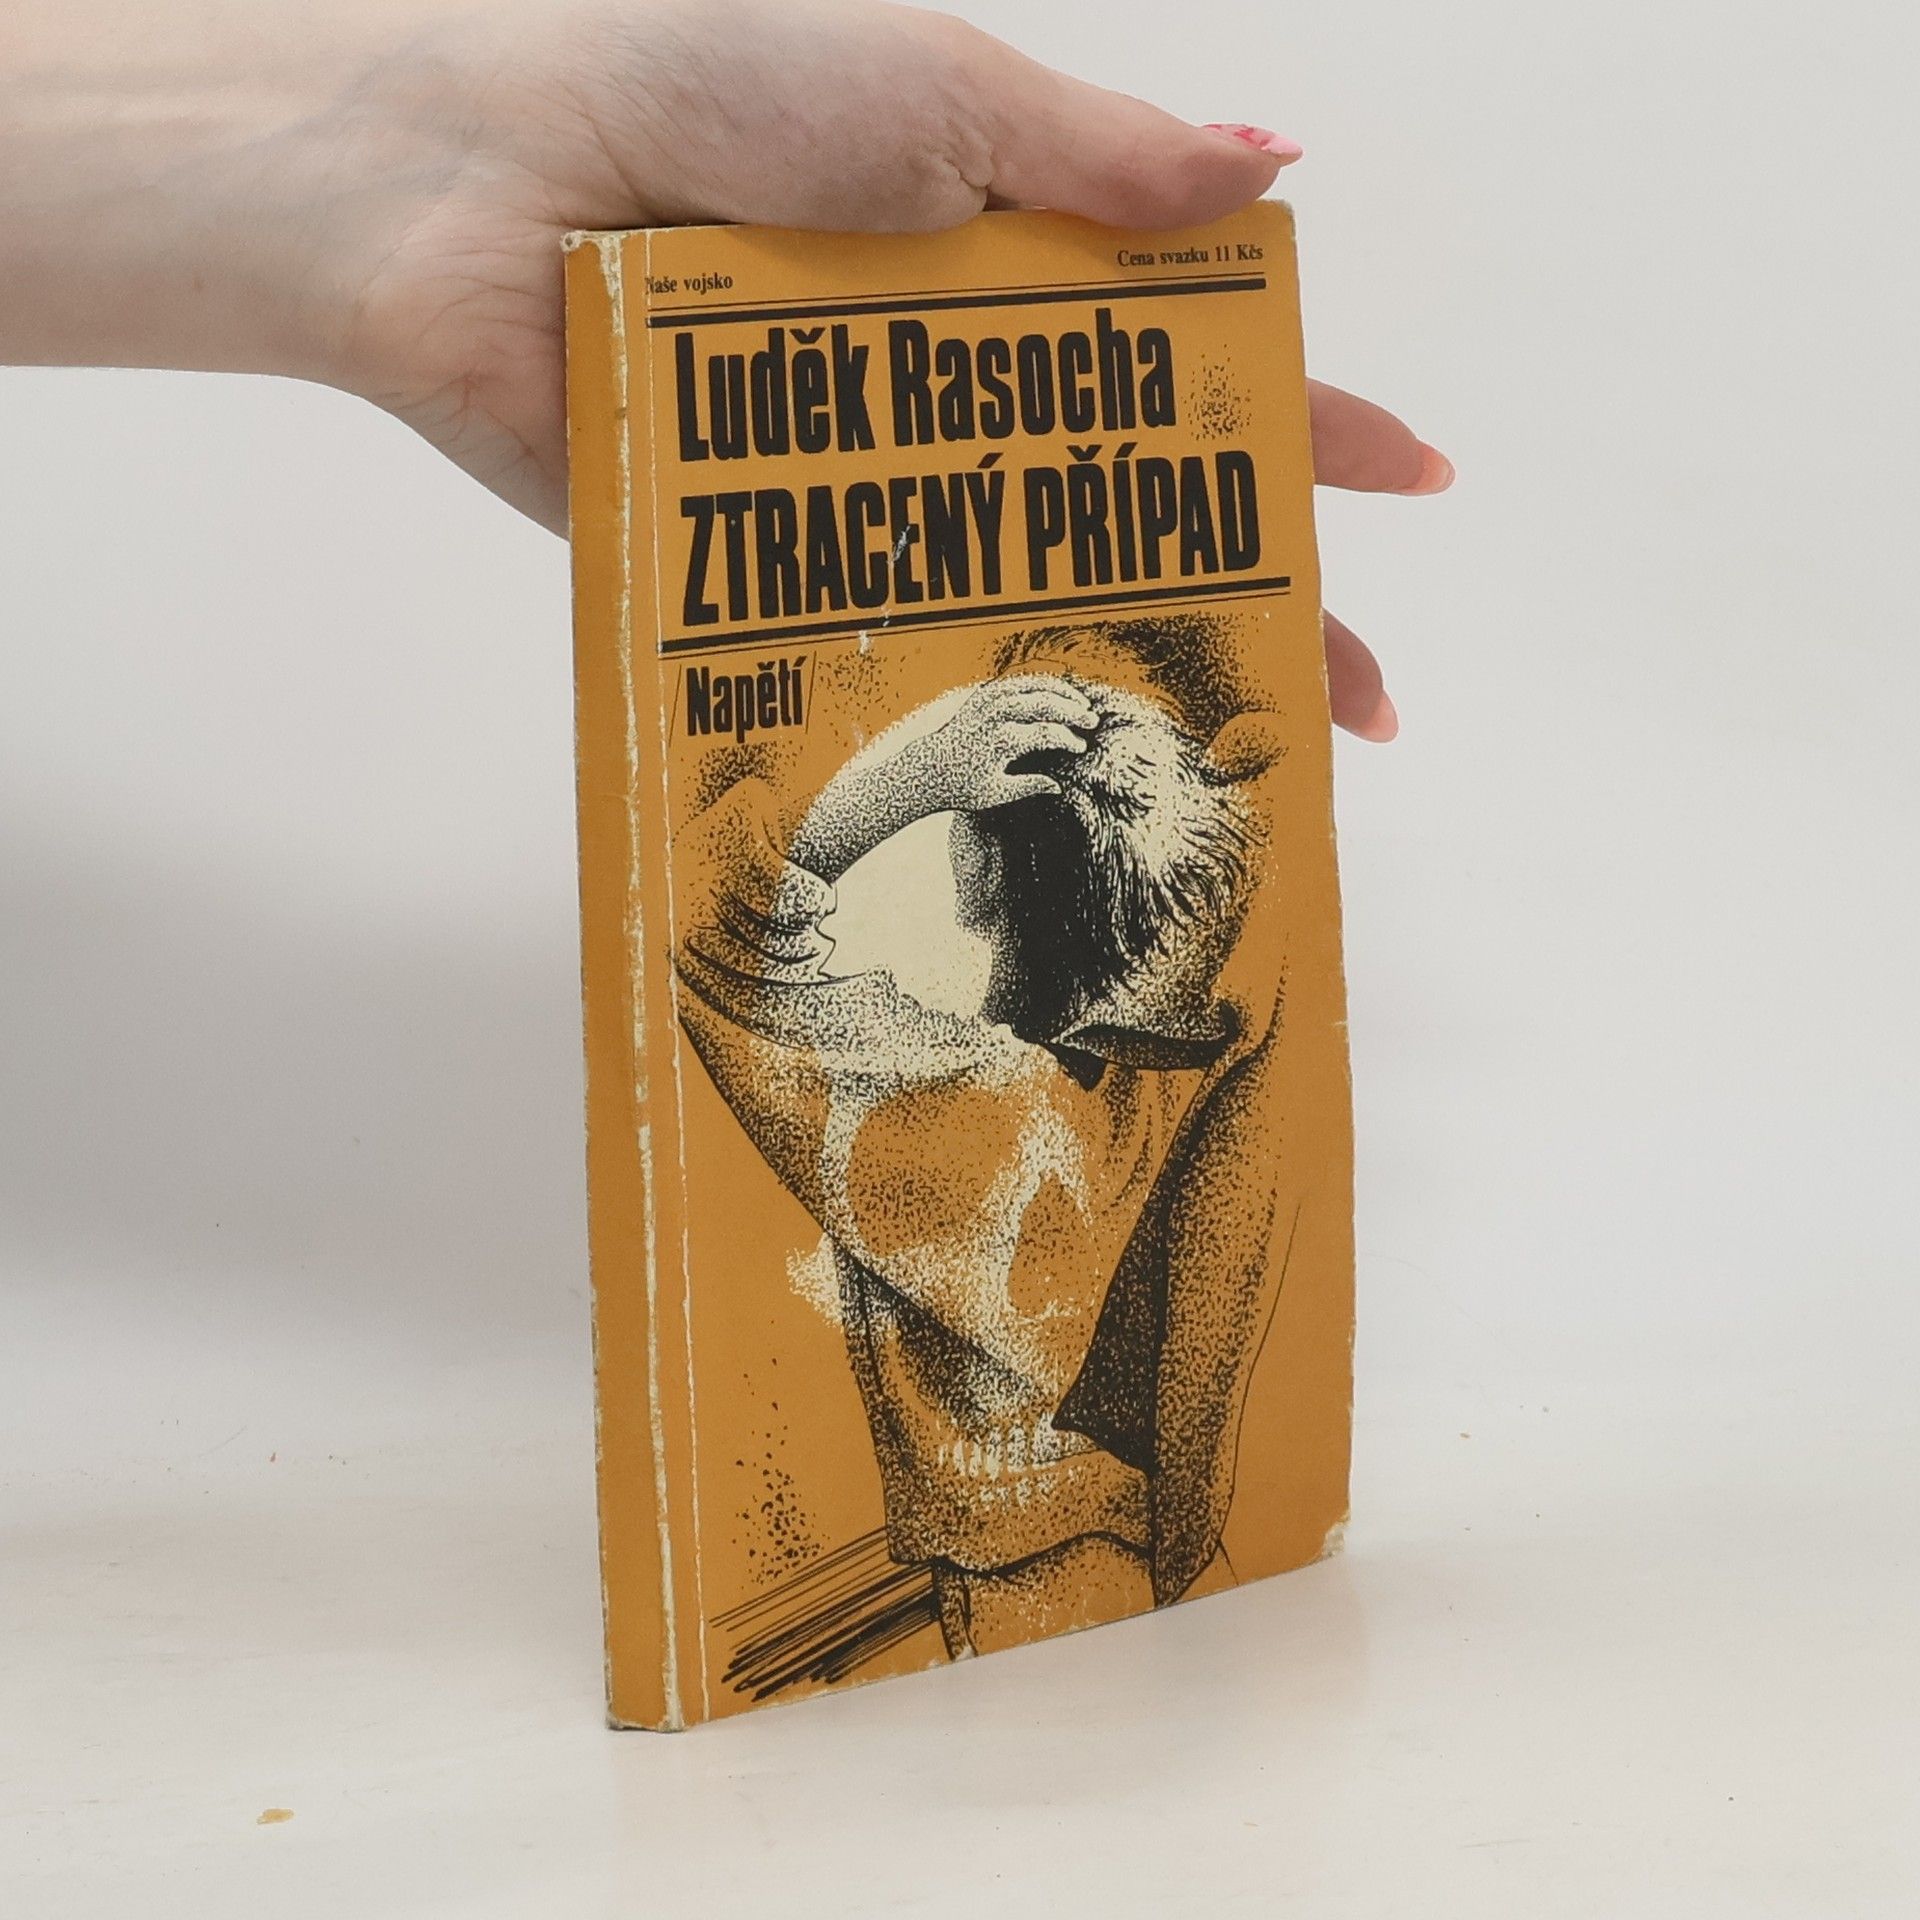 Naše vojsko
Cena svazku 11 Kčs
Luděk Rasocha
ZTRACENÝ PŘÍPAD
Napětí